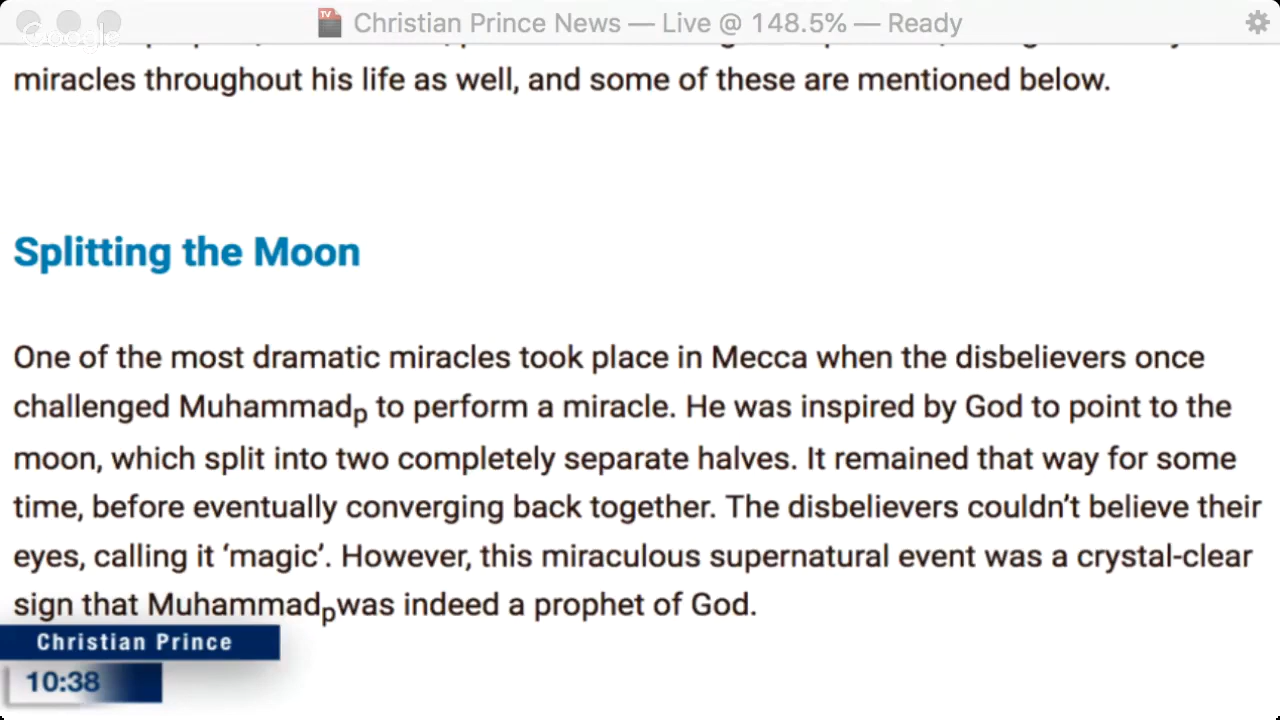 Christian Prince News — Live @ 148.5% — Ready
TV
Google
miracles throughout his life as well, and some of these are mentioned below.
Splitting the Moon
One of the most dramatic miracles took place in Mecca when the disbelievers once
challenged Muhammadp to perform a miracle. He was inspired by God to point to the
moon, which split into two completely separate halves. It remained that way for some
time, before eventually converging back together. The disbelievers couldn’t believe their
eyes, calling it ‘magic’. However, this miraculous supernatural event was a crystal-clear
sign that Muhammadpwas indeed a prophet of God.
Christian Prince
10:38